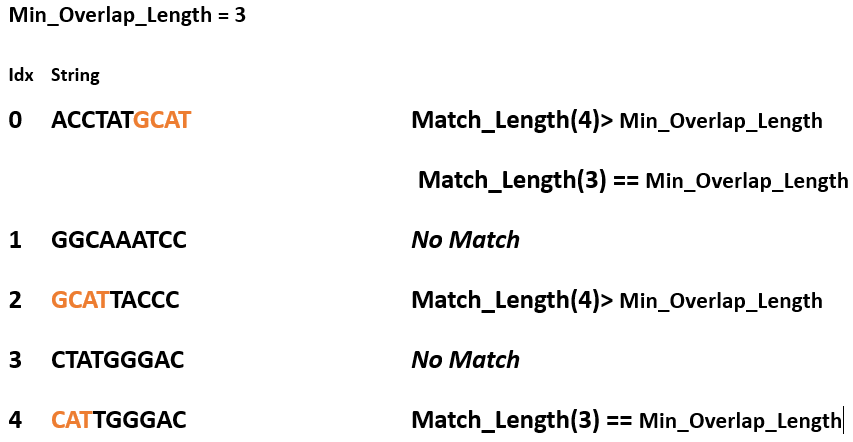 Min_Overlap_Length = 3
Idx String
0 ACCTATGCAT Match_Length(4)> Min_Overlap_Length
Match_Length(3) == Min_Overlap_Length
1 GGCAAATCC No Match
2 GCATTACCC Match_Length(4)> Min_Overlap_Length
3 CTATGGGAC No Match
4 CATTGGGAC Match_Length(3) == Min_Overlap_Length